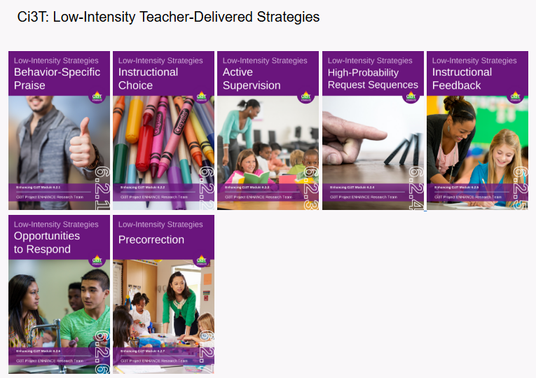 Ci3T: Low-Intensity Teacher-Delivered Strategies
Low-Intensity Strategies
Behavior-Specific
Praise
Enhancing Ci3T Module 6.2.1
Ci3T Project ENHANCE Research Team
6.2.1
Low-Intensity Strategies
Instructional
Choice
Enhancing Ci3T Module 6.2.2
Ci3T Project ENHANCE Research Team
6.2.2
Low-Intensity Strategies
Active
Supervision
Enhancing Ci3T Module 6.2.3
Ci3T Project ENHANCE Research Team
6.2.3
Low-Intensity Strategies
High-Probability
Request Sequences
Enhancing Ci3T Module 6.2.4
Ci3T Project ENHANCE Research Team
6.2.4
Low-Intensity Strategies
Instructional
Feedback
Enhancing Ci3T Module 6.2.5
Ci3T Project ENHANCE Research Team
6.2.5
Low-Intensity Strategies
Opportunities
to Respond
Enhancing Ci3T Module 6.2.6
Ci3T Project ENHANCE Research Team
6.2.6
Low-Intensity Strategies
Precorrection
Enhancing Ci3T Module 6.2.7
Ci3T Project ENHANCE Research Team
6.2.7